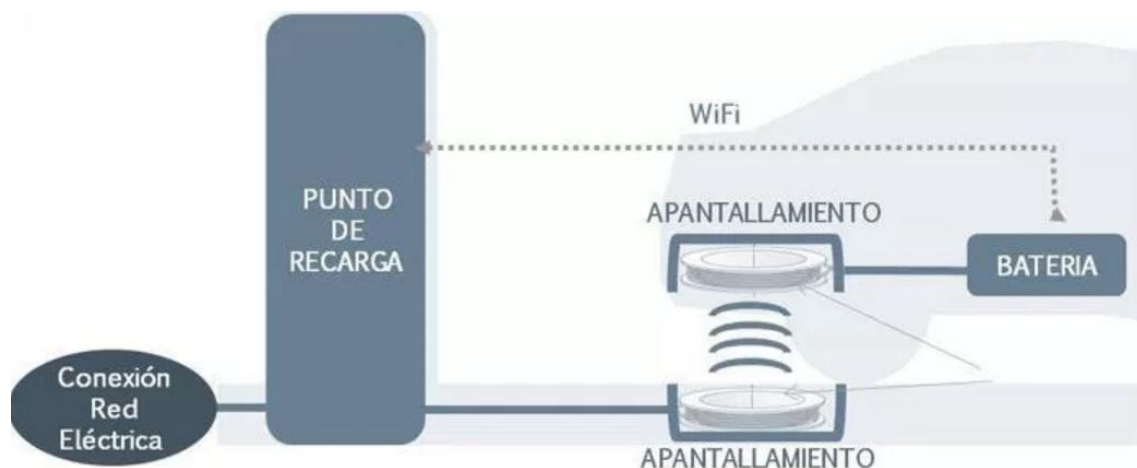 WiFi
PUNTO
DE
RECARGA
APANTALLAMIENTO
BATERIA
Conexión
Red
Eléctrica
APANTALLAMIENTO